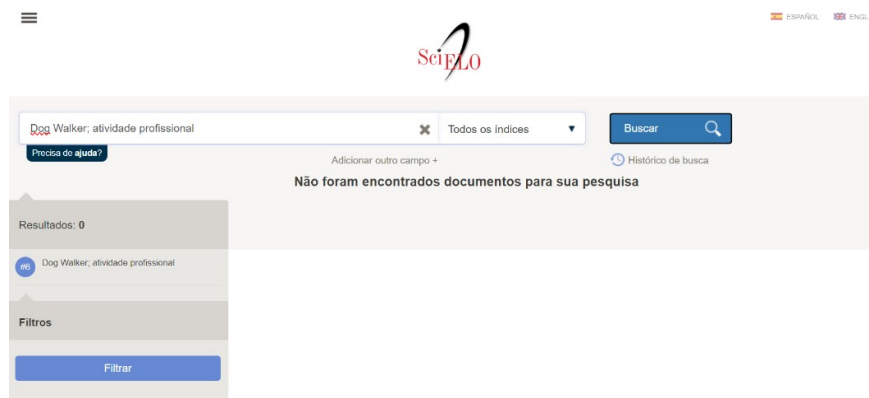 ESPAÑOL ENGL
SciELO
Dog Walker; atividade profissional
Todos os índices
Buscar
Precisa de ajuda?
Adicionar outro campo +
Histórico de busca
Não foram encontrados documentos para sua pesquisa
Resultados: 0
#6 Dog Walker; atividade profissional
Filtros
Filtrar